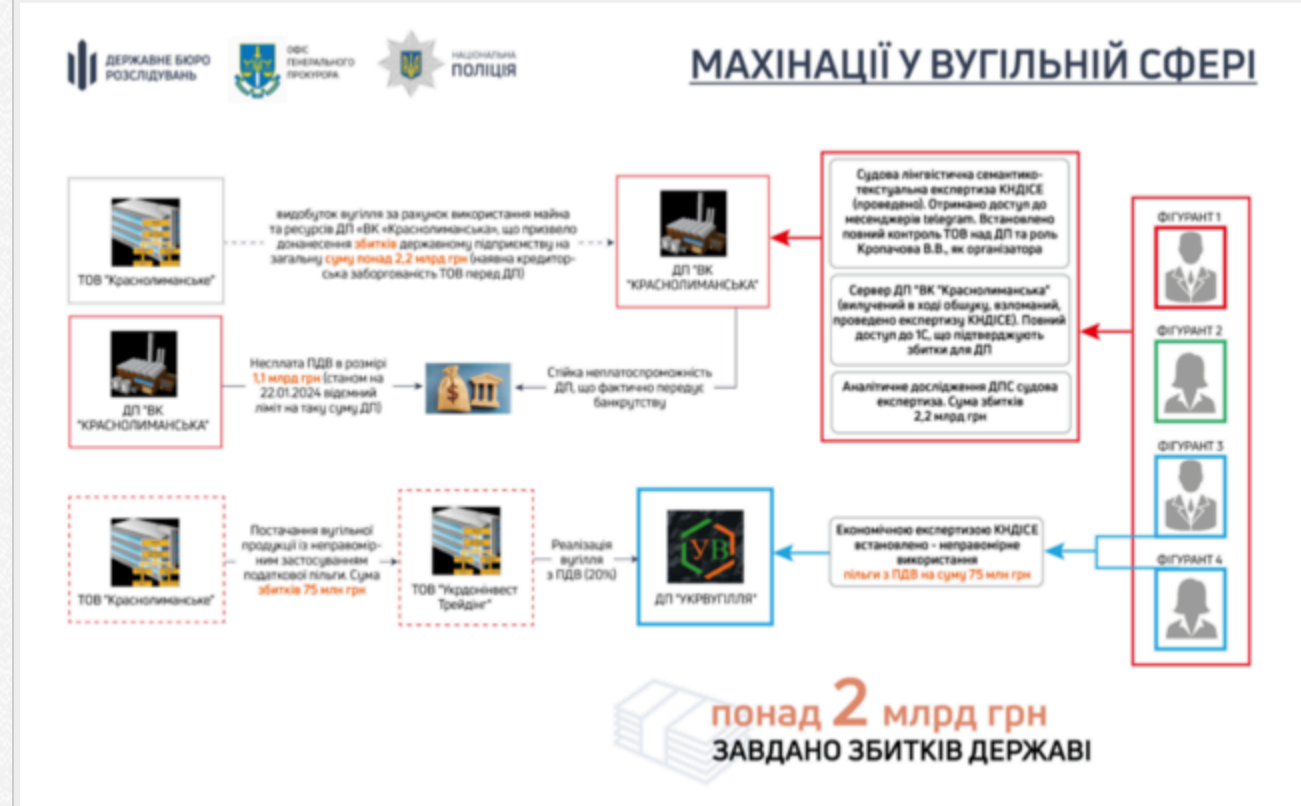 ДЕРЖАВНЕ БЮРО
РОЗСЛІДУВАНЬ
ОФІС
ГЕНЕРАЛЬНОГО
ПРОКУРОРА
НАЦІОНАЛЬНА
ПОЛІЦІЯ
МАХІНАЦІЇ У ВУГІЛЬНІЙ СФЕРІ
ТОВ "Краснолиманське"
видобуток вугілля за рахунок використання майна
та ресурсів ДП «ВК «Краснолиманська», що призвело
донанесення збитків державному підприємству на
загальну суму понад 2,2 млрд грн (наявна кредитор-
ська заборгованість ТОВ перед ДП)
ДП "ВК
"КРАСНОЛИМАНСЬКА"
Судова лінгвістична семантико-
текстуальна експертиза КНДІСЕ
(проведено). Отримано доступ до
месенджерів telegram. Встановлено
повний контроль ТОВ над ДП та роль
Кропачова В.В., як організатора
Сервер ДП "ВК "Краснолиманська"
(вилучений в ході обшуку, взломаний,
проведено експертизу КНДІСЕ). Повний
доступ до 1С, що підтверджують
збитки для ДП
Аналітичне дослідження ДПС судова
експертиза. Сума збитків
2,2 млрд грн
ФІГУРАНТ 1
ФІГУРАНТ 2
ФІГУРАНТ 3
ФІГУРАНТ 4
ДП "ВК
"КРАСНОЛИМАНСЬКА"
Несплата ПДВ в розмірі
1,1 млрд грн (станом на
22.01.2024 відємний
ліміт на таку суму ДП)
$
Стійка неплатоспроможність
ДП, що фактично передує
банкрутству
ТОВ "Краснолиманське"
Постачання вугільної
продукції із неправомір-
ним застосуванням
податкової пільги. Сума
збитків 75 млн грн
ТОВ "Укрдонінвест
Трейдінг"
Реалізація
вугілля
з ПДВ (20%)
УВ
ДП "УКРВУГІЛЛЯ"
Економічною експертизою КНДІСЕ
встановлено - неправомірне
використання
пільги з ПДВ на суму 75 млн грн
понад 2 млрд грн
ЗАВДАНО ЗБИТКІВ ДЕРЖАВІ